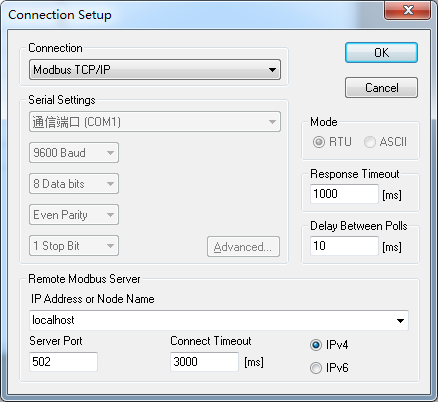 Connection Setup
Connection
Modbus TCP/IP
OK
Cancel
Serial Settings
通信端口 (COM1)
9600 Baud
8 Data bits
Even Parity
1 Stop Bit
Advanced...
Mode
RTU
ASCII
Response Timeout
1000 [ms]
Delay Between Polls
10 [ms]
Remote Modbus Server
IP Address or Node Name
localhost
Server Port
Connect Timeout
502
3000 [ms]
IPv4
IPv6